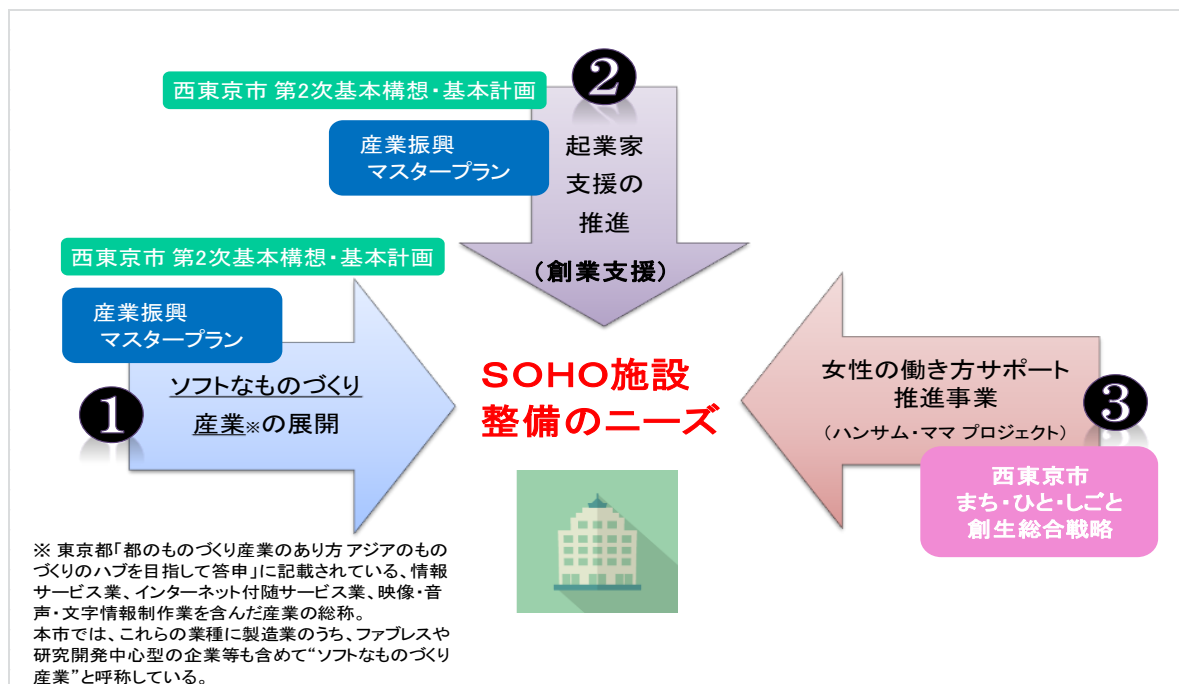 ❷
西東京市 第2次基本構想・基本計画
産業振興
マスタープラン
起業家
支援の
推進
（創業支援）
西東京市 第2次基本構想・基本計画
産業振興
マスタープラン
❶
ソフトなものづくり
産業※の展開
SOHO施設
整備のニーズ
女性の働き方サポート
推進事業
（ハンサム・ママ プロジェクト）
❸
西東京市
まち・ひと・しごと
創生総合戦略
※ 東京都「都のものづくり産業のあり方 アジアのもの
づくりのハブを目指して答申」に記載されている、情報
サービス業、インターネット付随サービス業、映像・音
声・文字情報制作業を含んだ産業の総称。
本市では、これらの業種に製造業のうち、ファブレスや
研究開発中心型の企業等も含めて“ソフトなものづくり
産業”と呼称している。